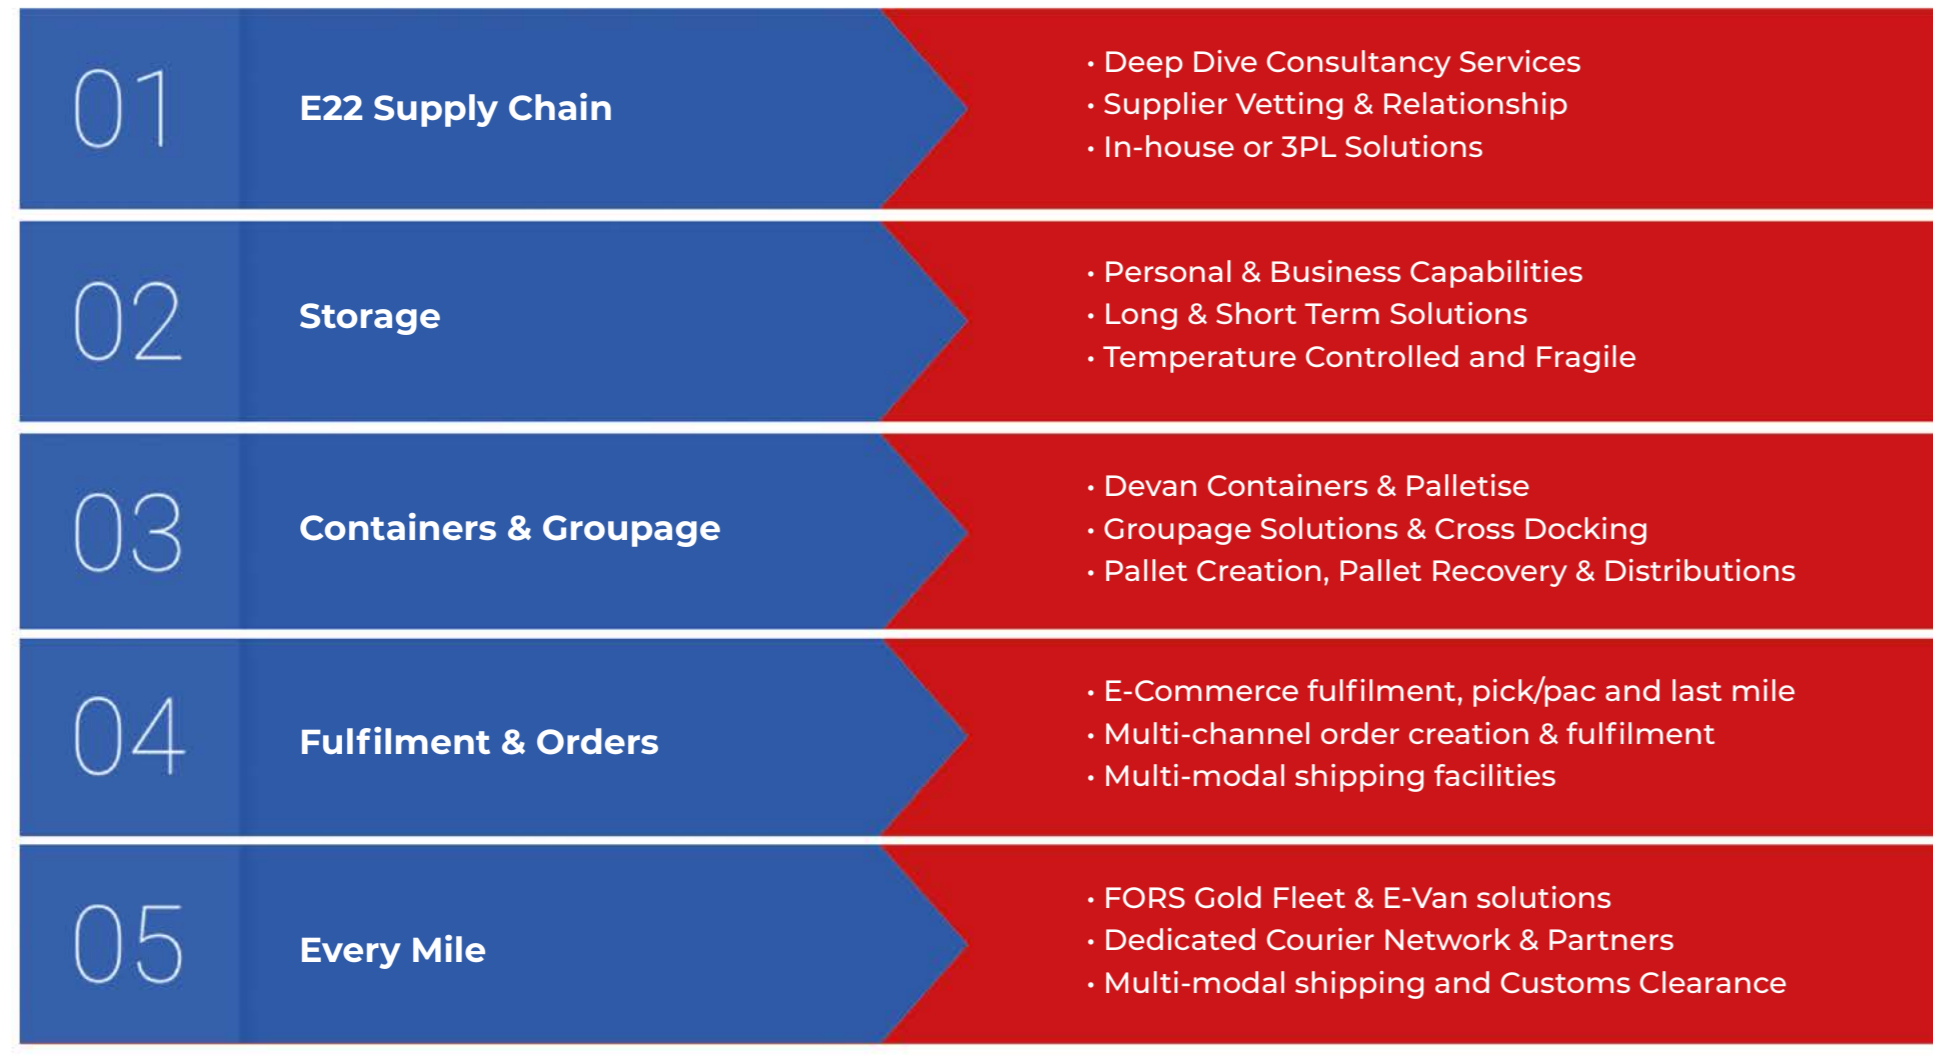 01
E22 Supply Chain
• Deep Dive Consultancy Services
• Supplier Vetting & Relationship
• In-house or 3PL Solutions
02
Storage
• Personal & Business Capabilities
• Long & Short Term Solutions
• Temperature Controlled and Fragile
03
Containers & Groupage
• Devan Containers & Palletise
• Groupage Solutions & Cross Docking
• Pallet Creation, Pallet Recovery & Distributions
04
Fulfilment & Orders
• E-Commerce fulfilment, pick/pac and last mile
• Multi-channel order creation & fulfilment
• Multi-modal shipping facilities
05
Every Mile
• FORS Gold Fleet & E-Van solutions
• Dedicated Courier Network & Partners
• Multi-modal shipping and Customs Clearance